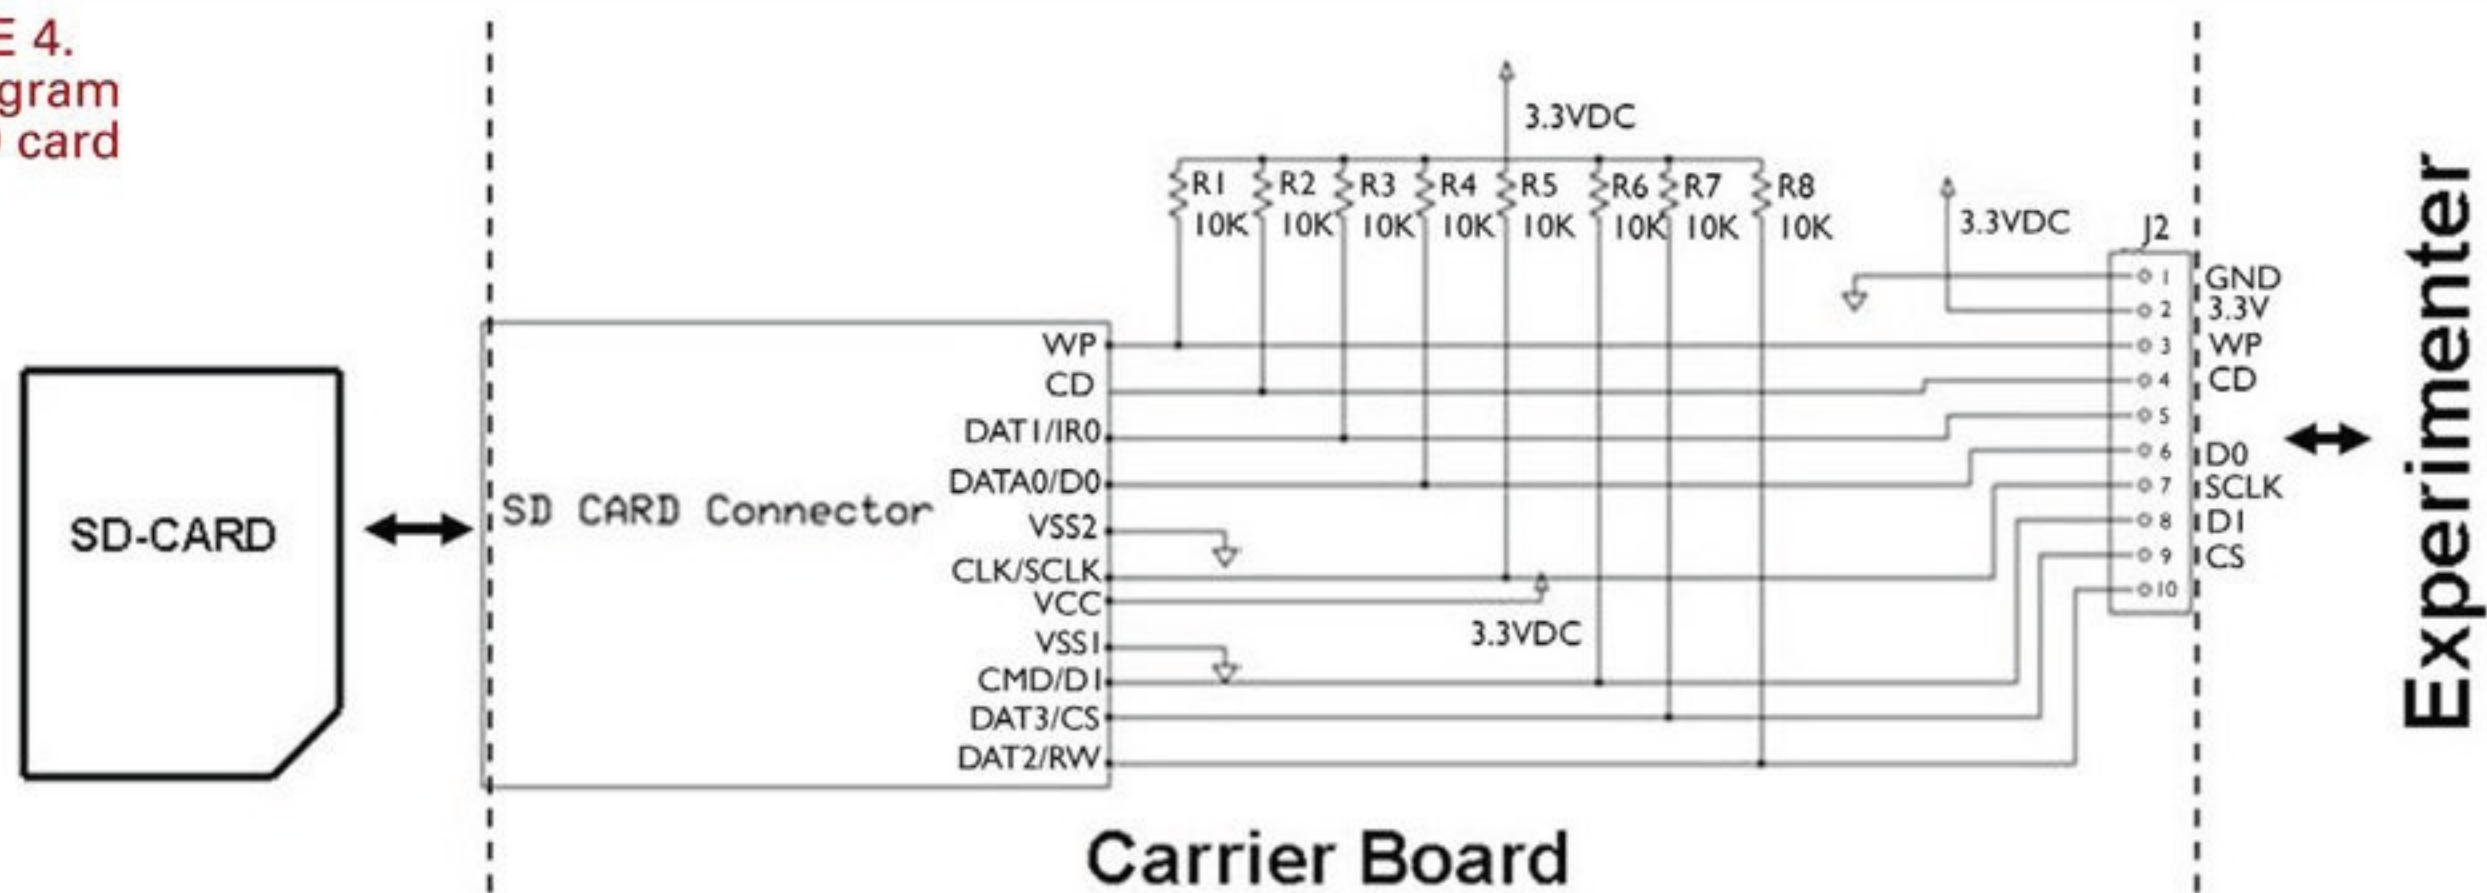 E 4.
gram
card
3.3VDC
R1 R2 R3 R4 R5 R6 R7 R8
10K 10K 10K 10K 10K 10K 10K 10K
3.3VDC
J2
1 GND
2 3.3V
3 WP
4 CD
5
6 D0
7 SCLK
8 D1
9 CS
10
WP
CD
DAT1/IR0
DATA0/D0
VSS2
CLK/SCLK
VCC
VSS1
CMD/D1
DAT3/CS
DAT2/RW
3.3VDC
SD CARD Connector
SD-CARD
Carrier Board
Experimenter